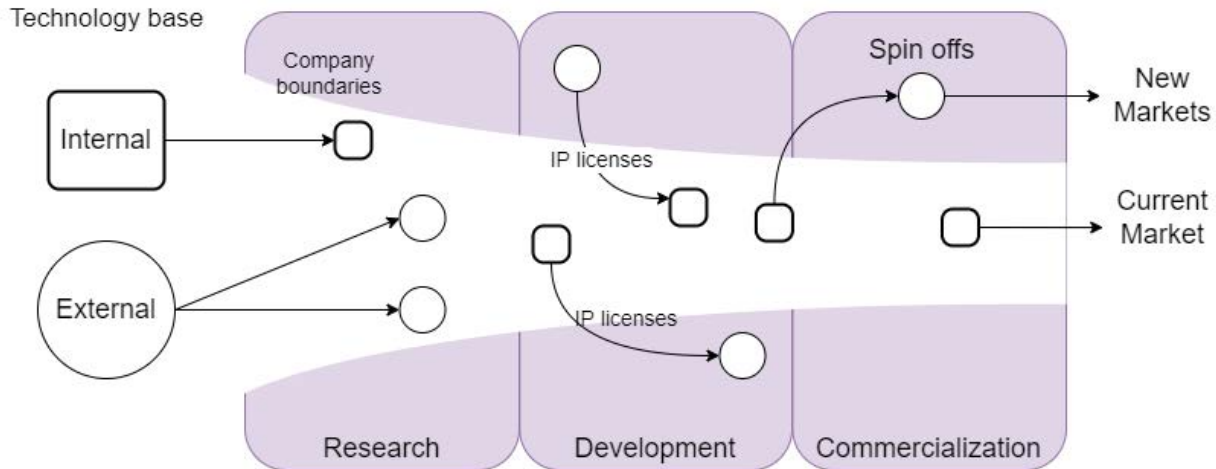 Technology base
Company
boundaries
Spin offs
New
Markets
Internal
IP licenses
Current
Market
External
IP licenses
Research
Development
Commercialization